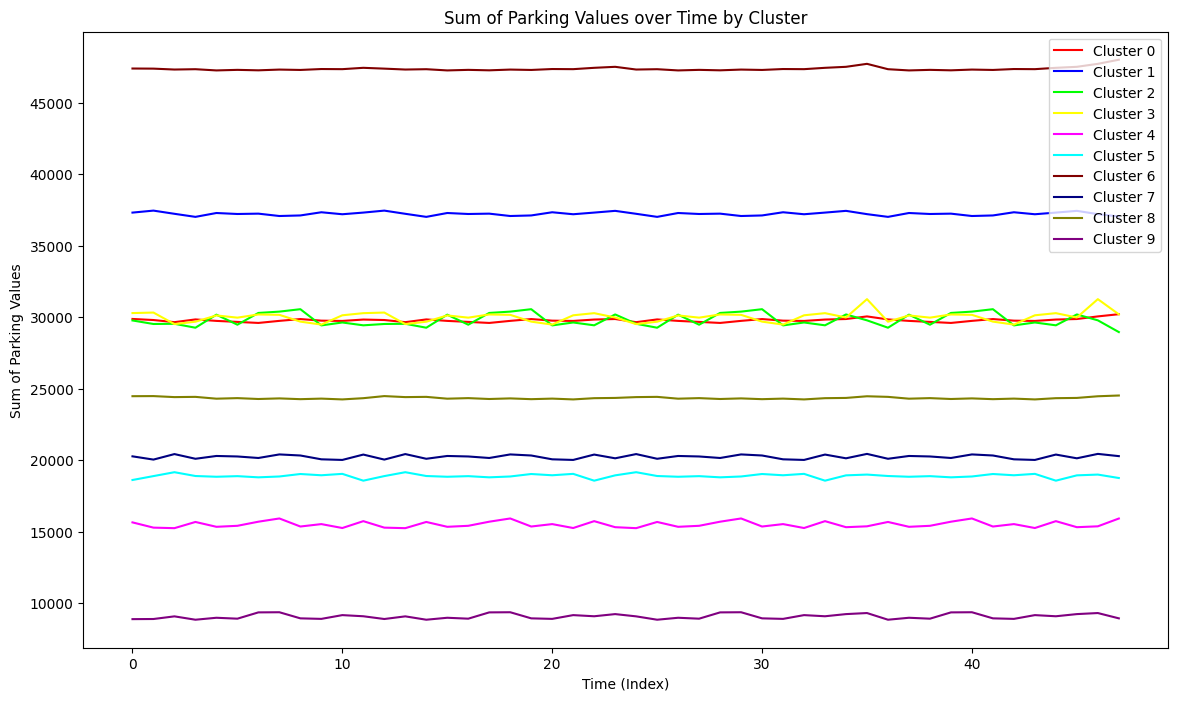 Sum of Parking Values over Time by Cluster
Sum of Parking Values
45000
40000
35000
30000
25000
20000
15000
10000
0
10
20
30
40
Time (Index)
Cluster 0
Cluster 1
Cluster 2
Cluster 3
Cluster 4
Cluster 5
Cluster 6
Cluster 7
Cluster 8
Cluster 9